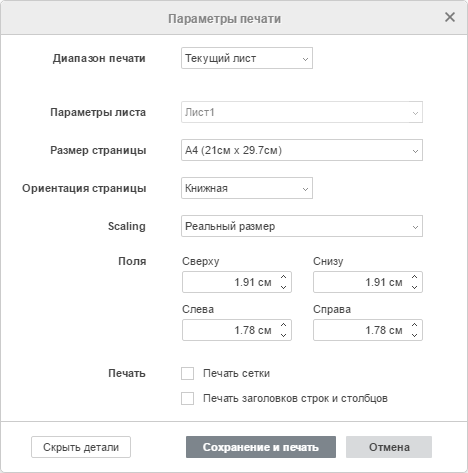 Параметры печати
Диапазон печати Текущий лист
Параметры листа Лист1
Размер страницы A4 (21см x 29.7см)
Ориентация страницы Книжная
Scaling Реальный размер
Поля Сверху Снизу
1.91 см 1.91 см
Слева Справа
1.78 см 1.78 см
Печать Печать сетки
Печать заголовков строк и столбцов
Скрыть детали Сохранение и печать Отмена